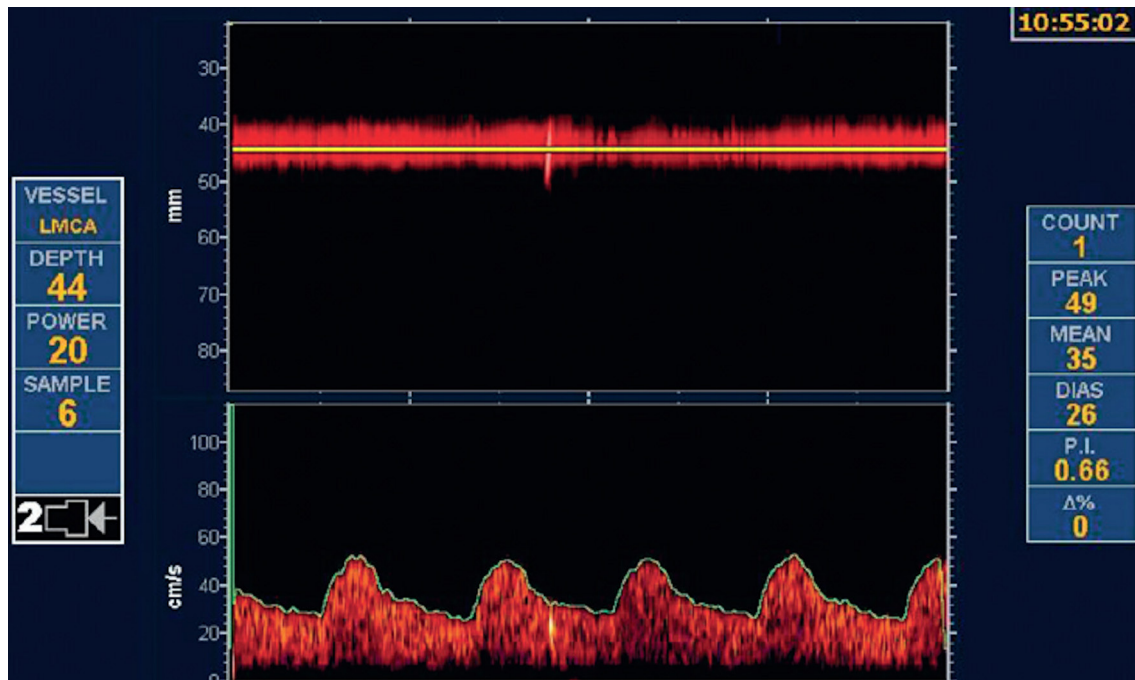 10:55:02
30
40
50
60
70
80
mm
VESSEL
LMCA
DEPTH
44
POWER
20
SAMPLE
6
2
COUNT
1
PEAK
49
MEAN
35
DIAS
26
P.I.
0.66
Δ%
0
100
80
60
40
20
0
cm/s